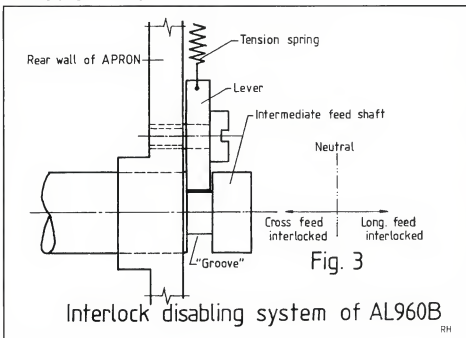 Tension spring
Rear wall of APRON
Lever
Intermediate feed shaft
Neutral
Cross feed
interlocked
Long. feed
interlocked
"Groove"
Fig. 3
Interlock disabling system of AL960B
RH